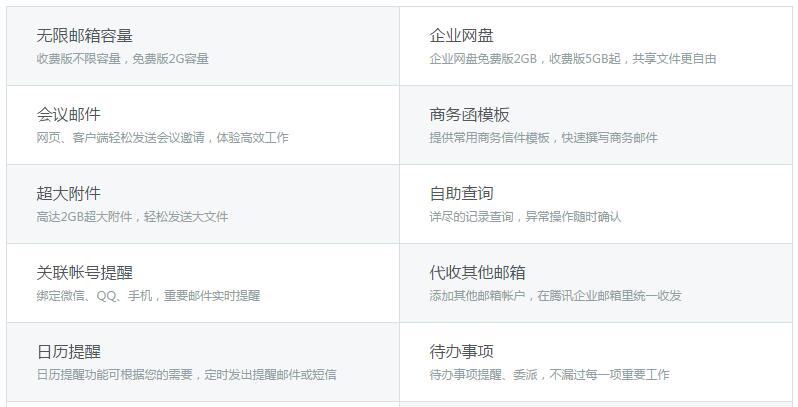 无限邮箱容量
收费版不限容量，免费版2G容量
企业网盘
企业网盘免费版2GB，收费版5GB起，共享文件更自由
会议邮件
网页、客户端轻松发送会议邀请，体验高效工作
商务函模板
提供常用商务信件模板，快速撰写商务邮件
超大附件
高达2GB超大附件，轻松发送大文件
自助查询
详尽的记录查询，异常操作随时确认
关联帐号提醒
绑定微信、QQ、手机，重要邮件实时提醒
代收其他邮箱
添加其他邮箱帐户，在腾讯企业邮箱里统一收发
日历提醒
日历提醒功能可根据您的需要，定时发出提醒邮件或短信
待办事项
待办事项提醒、委派，不漏过每一项重要工作